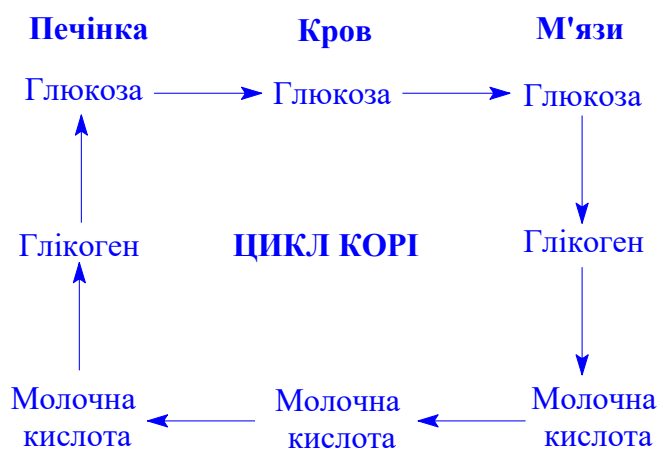 Печінка Кров М'язи
Глюкоза Глюкоза Глюкоза
Глікоген ЦИКЛ КОРІ Глікоген
Молочна Молочна Молочна
кислота кислота кислота